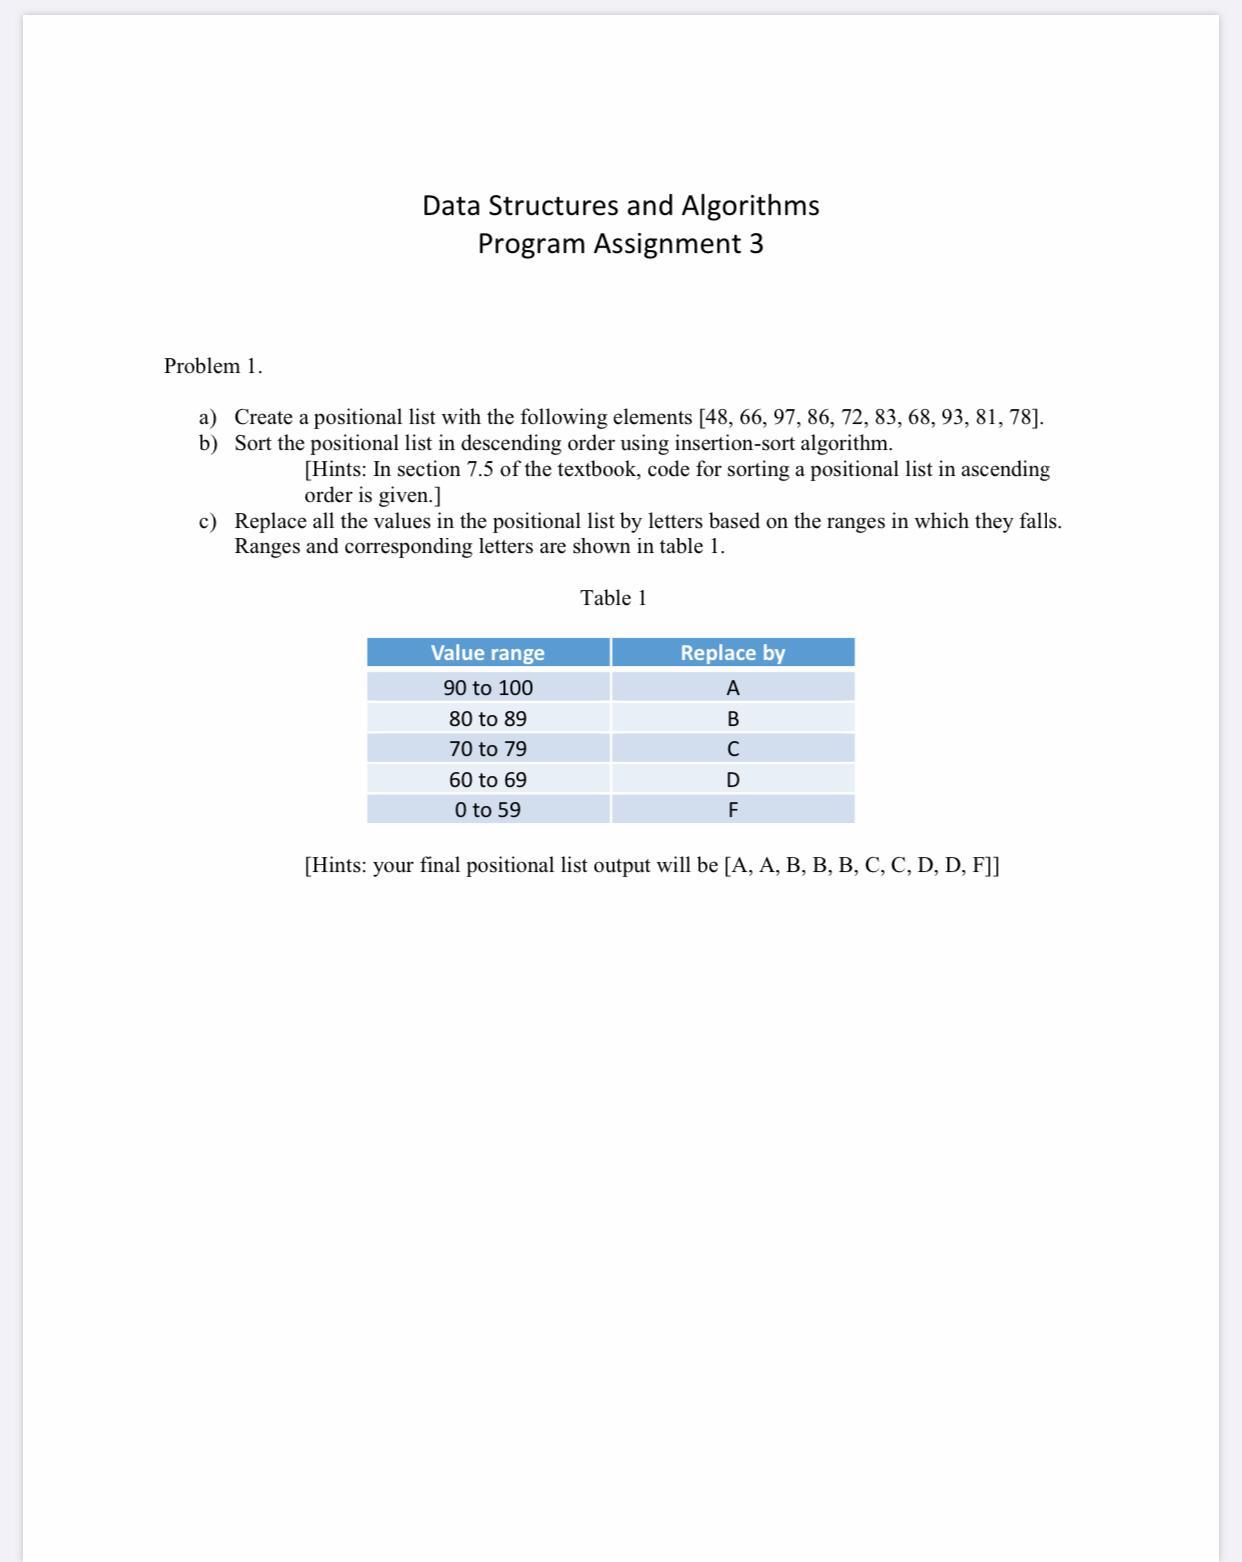 Data Structures and Algorithms
Program Assignment 3
Problem 1.
a) Create a positional list with the following elements [48, 66, 97, 86, 72, 83, 68, 93, 81, 78].
b) Sort the positional list in descending order using insertion-sort algorithm.
[Hints: In section 7.5 of the textbook, code for sorting a positional list in ascending
order is given.]
c) Replace all the values in the positional list by letters based on the ranges in which they falls.
Ranges and corresponding letters are shown in table 1.
Table 1
Value range Replace by
90 to 100 A
80 to 89 B
70 to 79 C
60 to 69 D
0 to 59 F
[Hints: your final positional list output will be [A, A, B, B, B, C, C, D, D, F]]